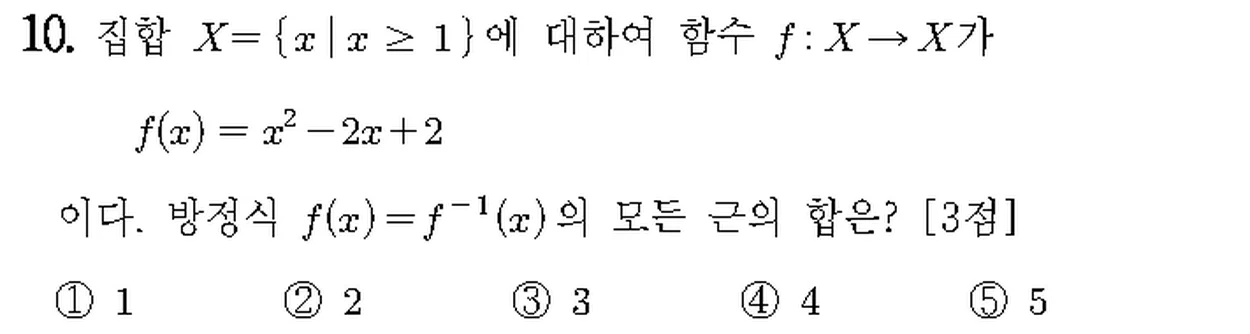 10. 집합 X={x|x ≥ 1}에 대하여 함수 f:X→X가
f(x) = x²-2x+2
이다. 방정식 f(x)=f⁻¹(x)의 모든 근의 합은? [3점]
① 1 ② 2 ③ 3 ④ 4 ⑤ 5